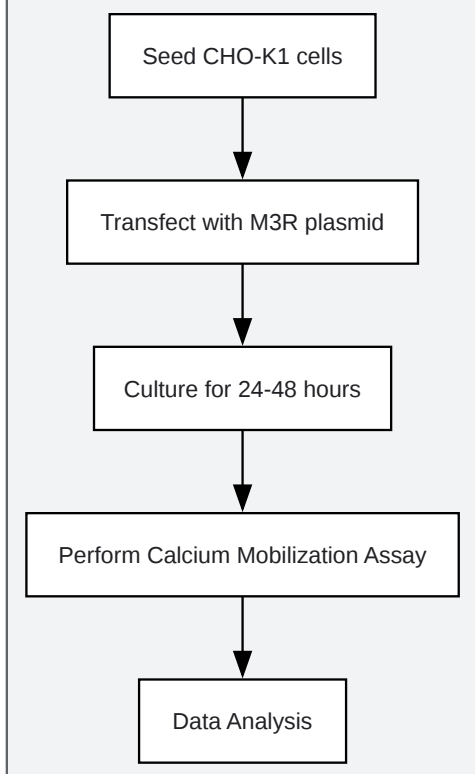 Seed CHO-K1 cells
Transfect with M3R plasmid
Culture for 24-48 hours
Perform Calcium Mobilization Assay
Data Analysis